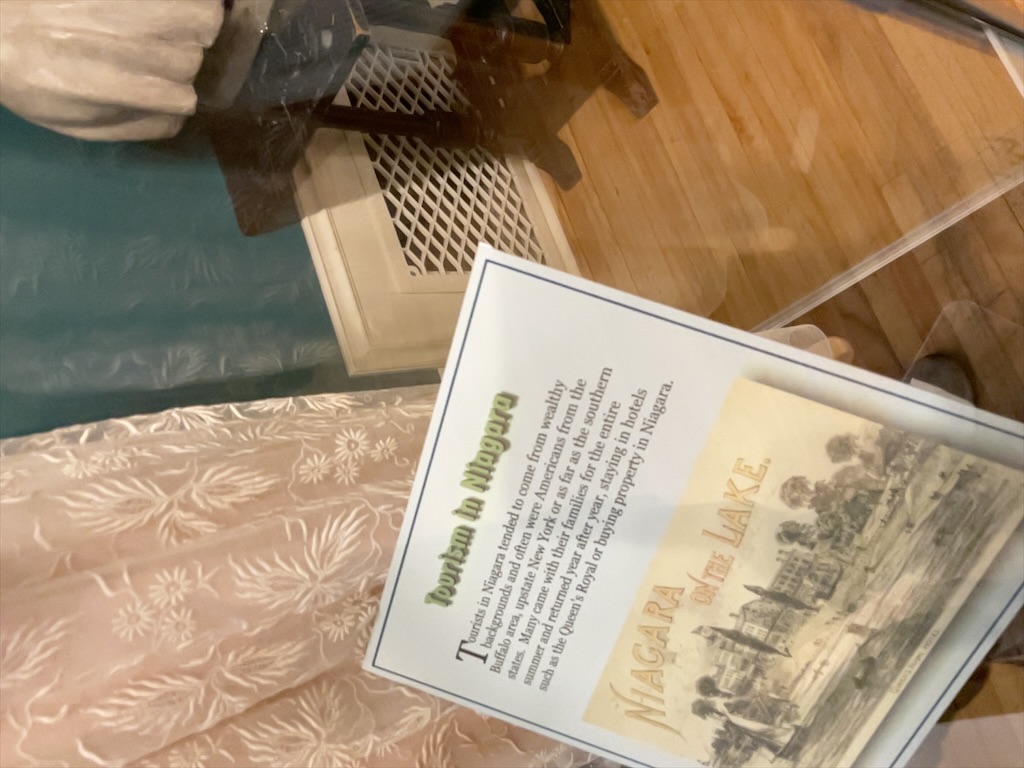 Tourism in Niagara
Tourists in Niagara tended to come from wealthy
backgrounds and often were Americans from the
Buffalo area, upstate New York or as far as the southern
states. Many came with their families for the entire
summer and returned year after year, staying in hotels
such as the Queen's Royal or buying property in Niagara.
NIAGARA
ON THE LAKE.